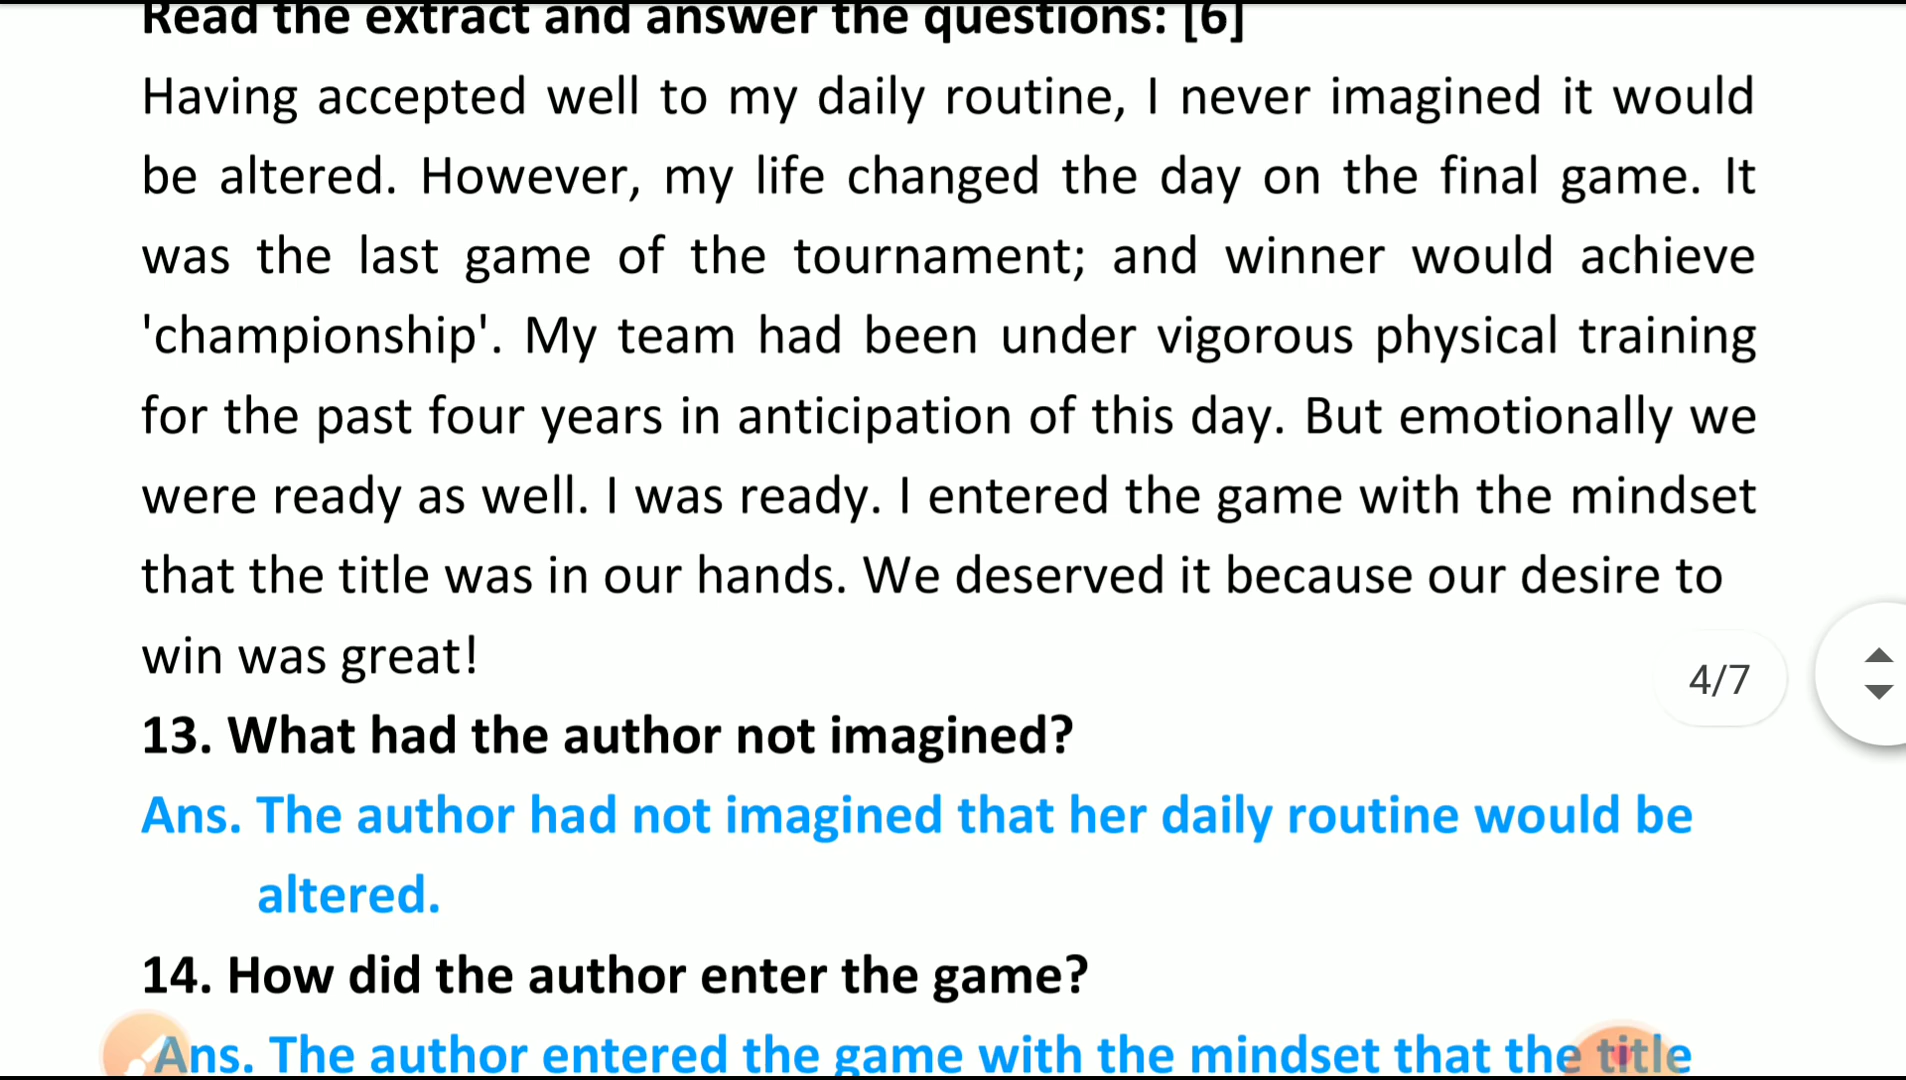 Read the extract and answer the questions: [6]
Having accepted well to my daily routine, I never imagined it would
be altered. However, my life changed the day on the final game. It
was the last game of the tournament; and winner would achieve
'championship'. My team had been under vigorous physical training
for the past four years in anticipation of this day. But emotionally we
were ready as well. I was ready. I entered the game with the mindset
that the title was in our hands. We deserved it because our desire to
win was great!
4/7
13. What had the author not imagined?
Ans. The author had not imagined that her daily routine would be
altered.
14. How did the author enter the game?
Ans. The author entered the game with the mindset that the title